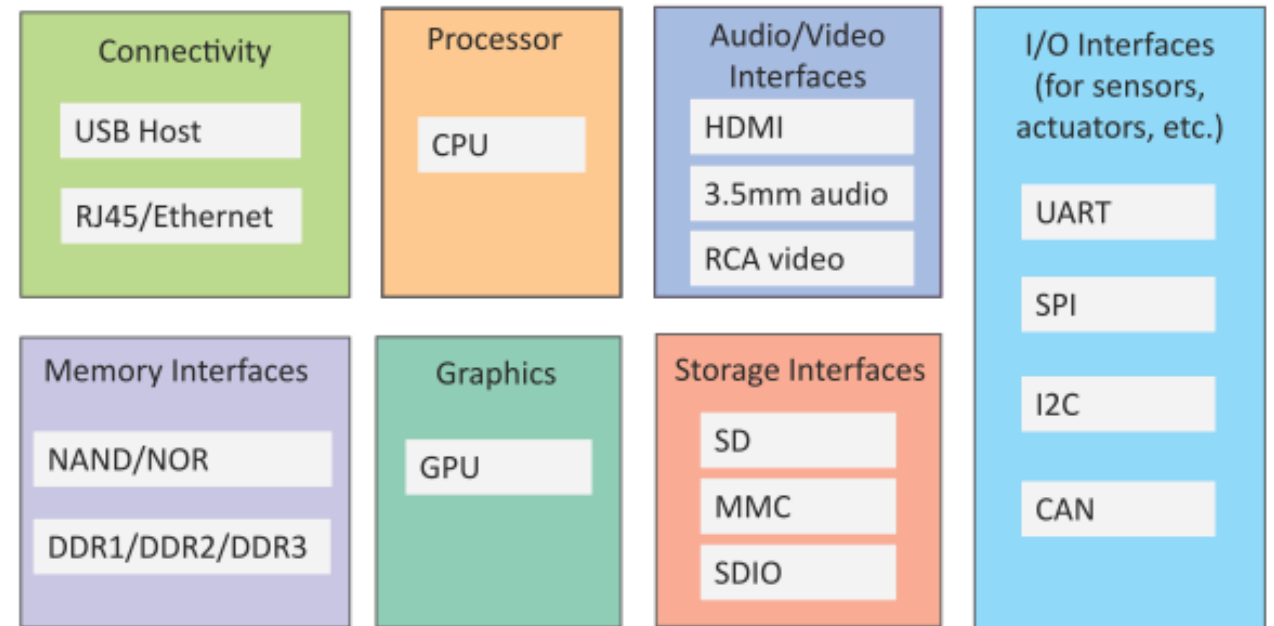 Connectivity
USB Host
RJ45/Ethernet
Processor
CPU
Audio/Video
Interfaces
HDMI
3.5mm audio
RCA video
I/O Interfaces
(for sensors,
actuators, etc.)
UART
SPI
I2C
CAN
Memory Interfaces
NAND/NOR
DDR1/DDR2/DDR3
Graphics
GPU
Storage Interfaces
SD
MMC
SDIO